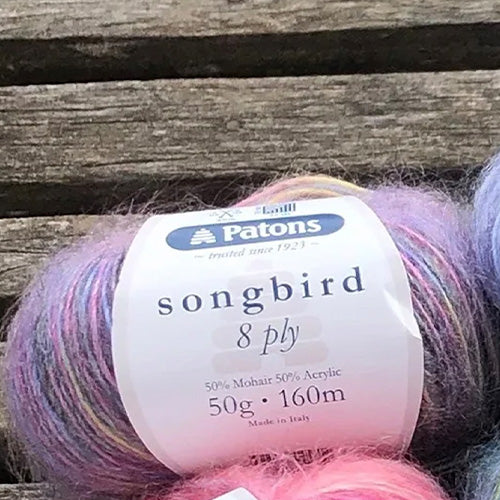 Patons
~ trusted since 1923 ~
songbird
8 ply
50% Mohair 50% Acrylic
50g • 160m
Made in Italy